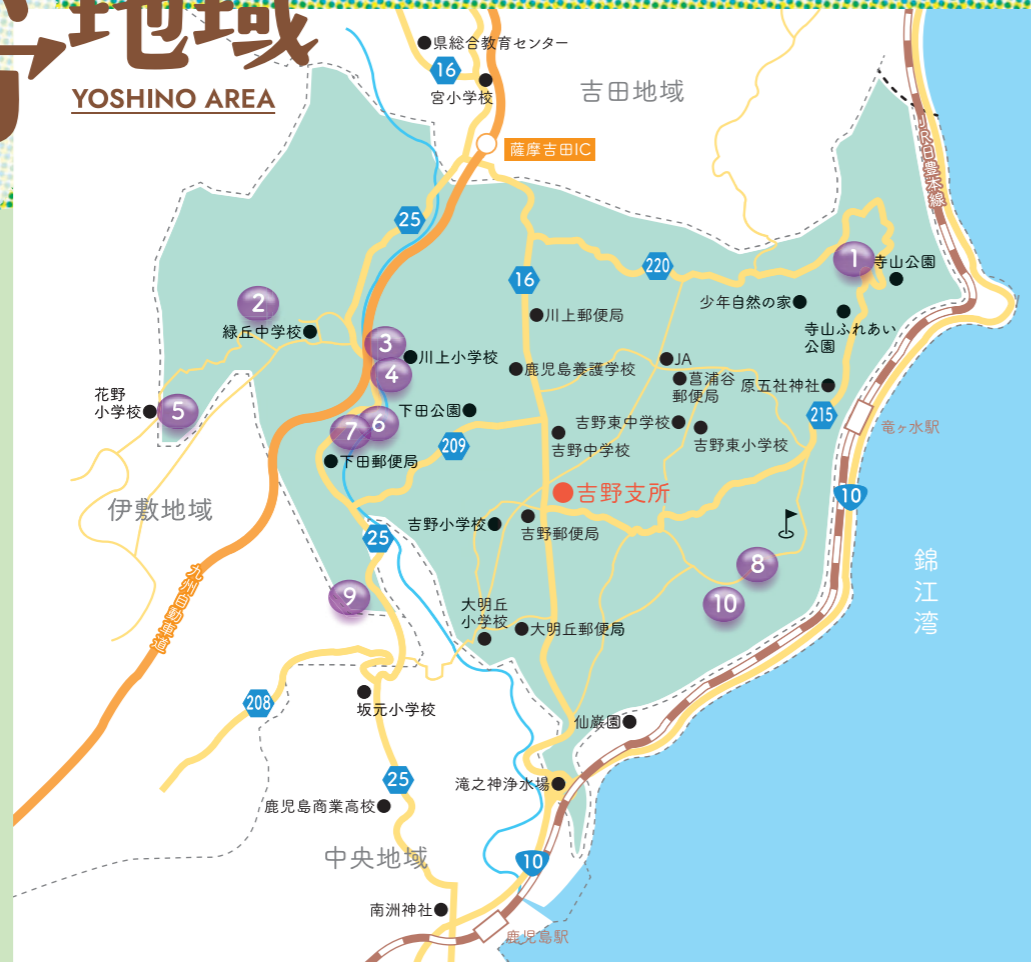 地域
YOSHINO AREA
県総合教育センター
16
宮小学校
吉田地域
薩摩吉田IC
JR日豊本線
25
220
1
寺山公園
16
少年自然の家
寺山ふれあい
公園
2
緑丘中学校
川上郵便局
3
川上小学校
4
JA
鹿児島養護学校
菖浦谷
郵便局
原五社神社
花野
小学校
5
下田公園
6
7
吉野東中学校
215
吉野東小学校
竜ヶ水駅
吉野中学校
209
下田郵便局
吉野支所
10
伊敷地域
吉野小学校
吉野郵便局
25
8
錦江湾
九州自動車道
9
10
大明丘
小学校
大明丘郵便局
208
坂元小学校
仙巌園
25
滝之神浄水場
鹿児島商業高校
中央地域
10
南洲神社
鹿児島駅